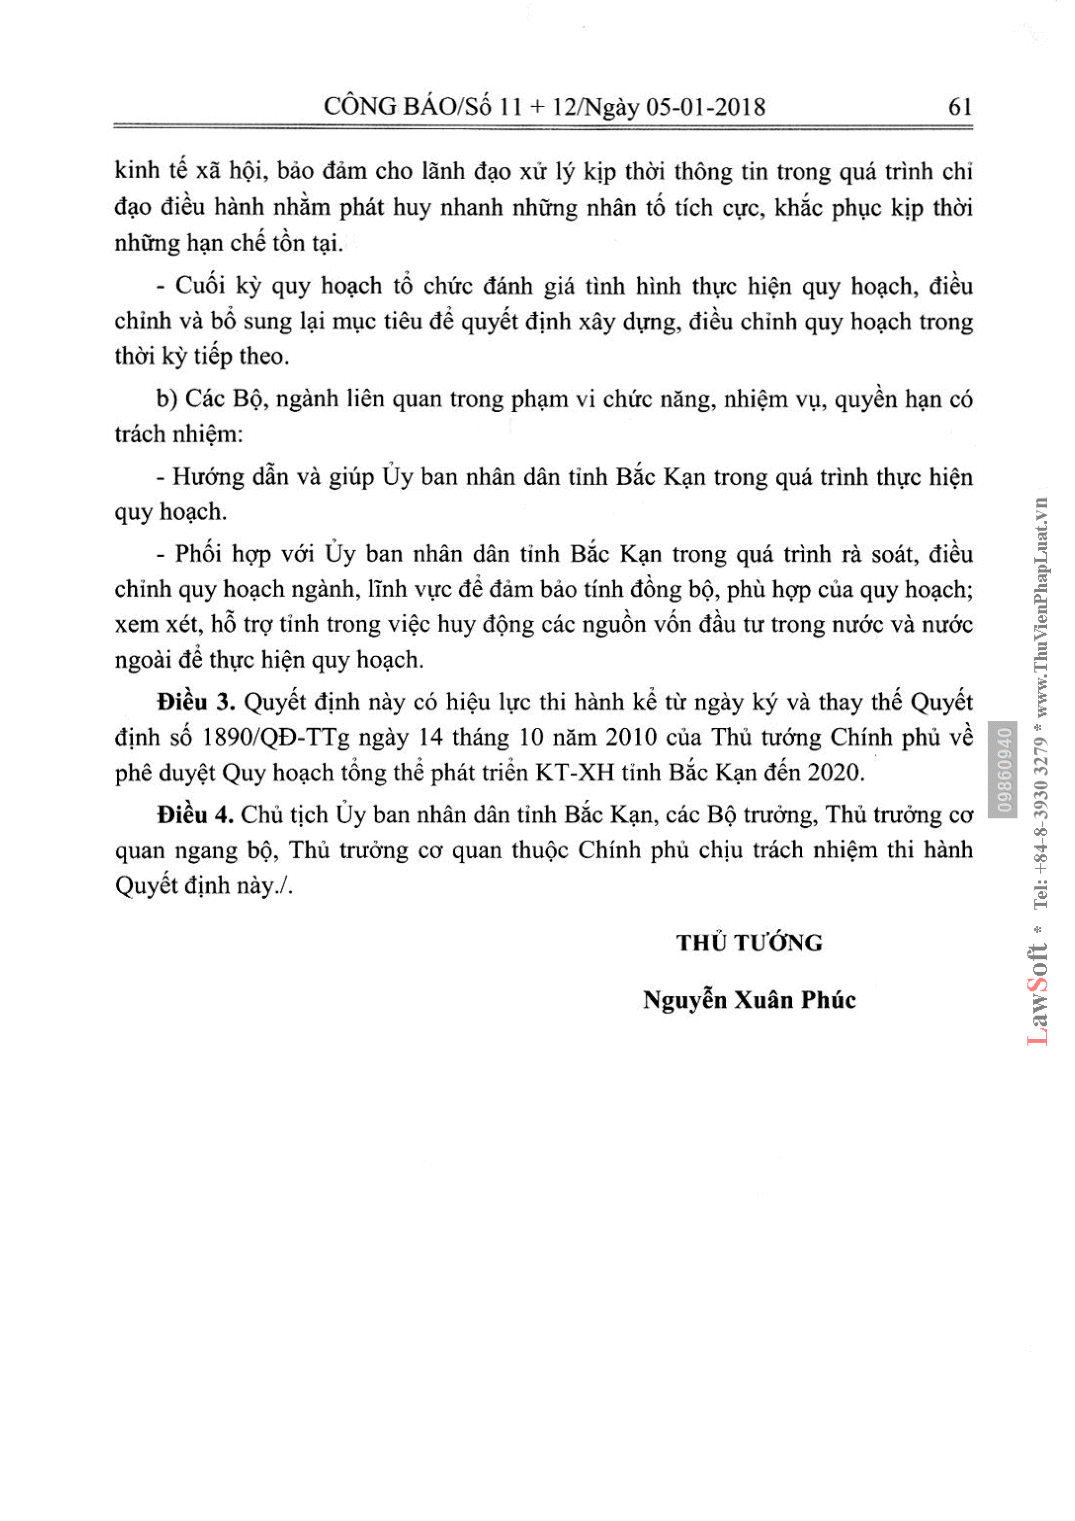 CÔNG BÁO/Số 11 + 12/Ngày 05-01-2018 61
kinh tế xã hội, bảo đảm cho lãnh đạo xử lý kịp thời thông tin trong quá trình chỉ
đạo điều hành nhằm phát huy nhanh những nhân tố tích cực, khắc phục kịp thời
những hạn chế tồn tại.
- Cuối kỳ quy hoạch tổ chức đánh giá tình hình thực hiện quy hoạch, điều
chỉnh và bổ sung lại mục tiêu để quyết định xây dựng, điều chỉnh quy hoạch trong
thời kỳ tiếp theo.
b) Các Bộ, ngành liên quan trong phạm vi chức năng, nhiệm vụ, quyền hạn có
trách nhiệm:
- Hướng dẫn và giúp Ủy ban nhân dân tỉnh Bắc Kạn trong quá trình thực hiện
quy hoạch.
- Phối hợp với Ủy ban nhân dân tỉnh Bắc Kạn trong quá trình rà soát, điều
chỉnh quy hoạch ngành, lĩnh vực để đảm bảo tính đồng bộ, phù hợp của quy hoạch;
xem xét, hỗ trợ tỉnh trong việc huy động các nguồn vốn đầu tư trong nước và nước
ngoài để thực hiện quy hoạch.
Điều 3. Quyết định này có hiệu lực thi hành kể từ ngày ký và thay thế Quyết
định số 1890/QĐ-TTg ngày 14 tháng 10 năm 2010 của Thủ tướng Chính phủ về
phê duyệt Quy hoạch tổng thể phát triển KT-XH tỉnh Bắc Kạn đến 2020.
Điều 4. Chủ tịch Ủy ban nhân dân tỉnh Bắc Kạn, các Bộ trưởng, Thủ trưởng cơ
quan ngang bộ, Thủ trưởng cơ quan thuộc Chính phủ chịu trách nhiệm thi hành
Quyết định này./.
THỦ TƯỚNG
Nguyễn Xuân Phúc
09860940
LawSoft * Tel: +84-8-3930 3279 * www.ThuVienPhapLuat.vn